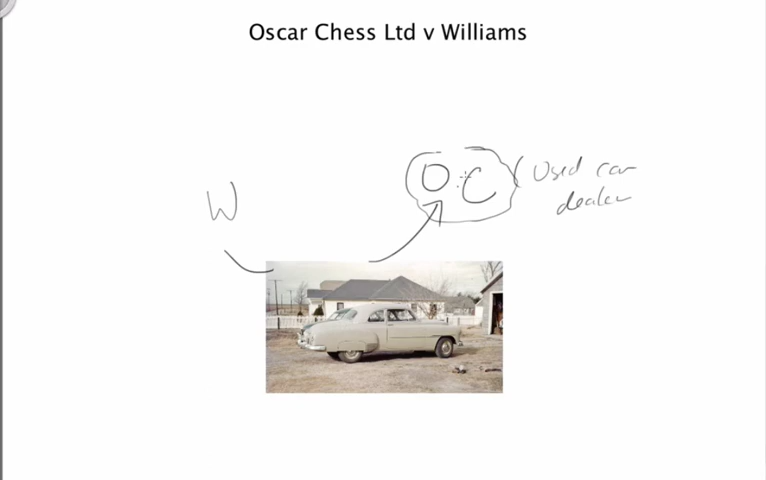 Oscar Chess Ltd v Williams
O.C
Used car
dealer
W